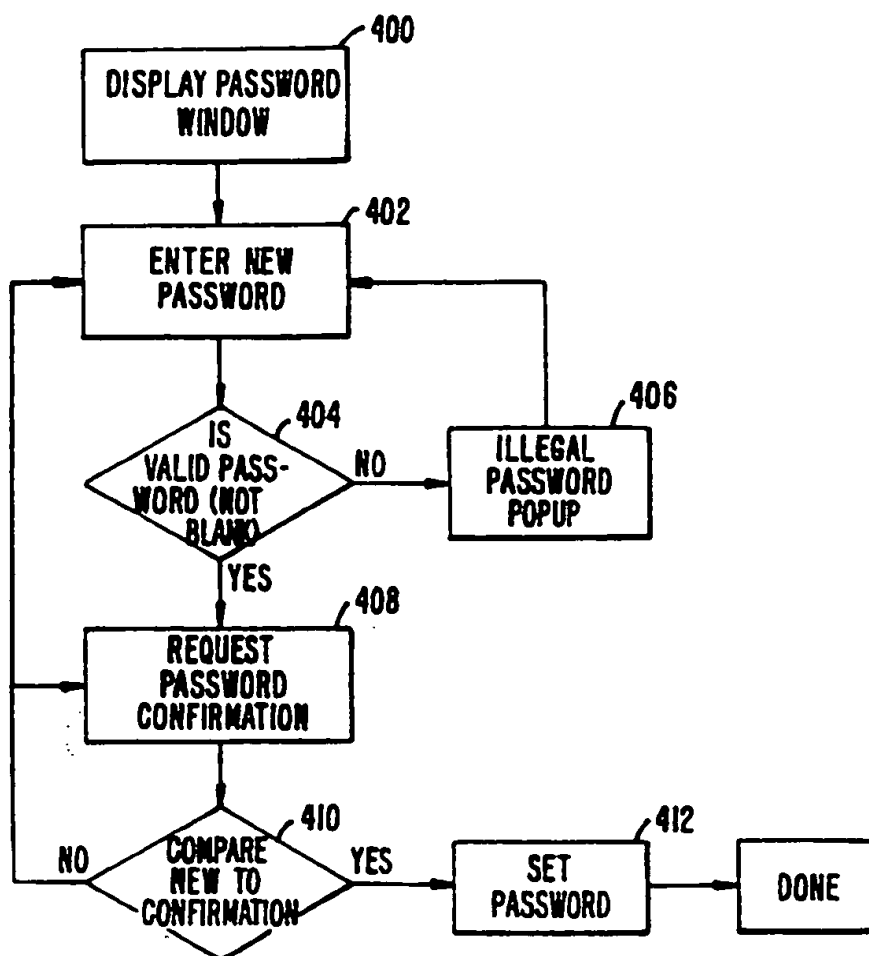 400
DISPLAY PASSWORD
WINDOW
402
ENTER NEW
PASSWORD
404
IS
VALID PASS-
WORD (NOT
BLANK)
NO
406
ILLEGAL
PASSWORD
POPUP
YES
408
REQUEST
PASSWORD
CONFIRMATION
410
NO
COMPARE
NEW TO
CONFIRMATION
YES
412
SET
PASSWORD
DONE